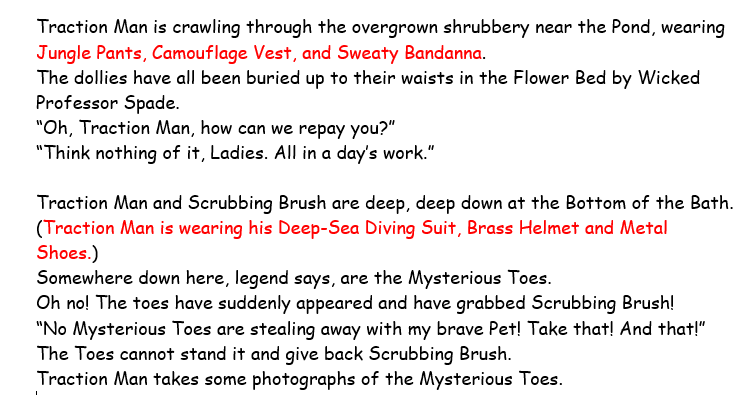 Traction Man is crawling through the overgrown shrubbery near the Pond, wearing
Jungle Pants, Camouflage Vest, and Sweaty Bandanna.
The dollies have all been buried up to their waists in the Flower Bed by Wicked
Professor Spade.
“Oh, Traction Man, how can we repay you?”
“Think nothing of it, Ladies. All in a day’s work.”
Traction Man and Scrubbing Brush are deep, deep down at the Bottom of the Bath.
(Traction Man is wearing his Deep-Sea Diving Suit, Brass Helmet and Metal
Shoes.)
Somewhere down here, legend says, are the Mysterious Toes.
Oh no! The toes have suddenly appeared and have grabbed Scrubbing Brush!
“No Mysterious Toes are stealing away with my brave Pet! Take that! And that!”
The Toes cannot stand it and give back Scrubbing Brush.
Traction Man takes some photographs of the Mysterious Toes.